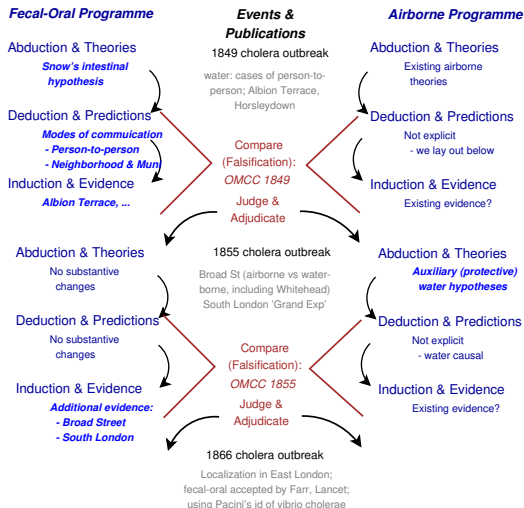 Fecal-Oral Programme
Events &
Publications
Airborne Programme
Abduction & Theories
Snow's intestinal
hypothesis
1849 cholera outbreak
water: cases of person-to-
person; Albion Terrace,
Horsleydown
Abduction & Theories
Existing airborne
theories
Deduction & Predictions
Modes of commuication
- Person-to-person
- Neighborhood & Mun
Compare
(Falsification):
OMCC 1849
Judge &
Adjudicate
Deduction & Predictions
Not explicit
- we lay out below
Induction & Evidence
Albion Terrace, ...
Induction & Evidence
Existing evidence?
Abduction & Theories
No substantive
changes
1855 cholera outbreak
Broad St (airborne vs water-
borne, including Whitehead)
South London 'Grand Exp'
Abduction & Theories
Auxiliary (protective)
water hypotheses
Deduction & Predictions
No substantive
changes
Compare
(Falsification):
OMCC 1855
Judge &
Adjudicate
Deduction & Predictions
Not explicit
- water causal
Induction & Evidence
Additional evidence:
- Broad Street
- South London
Induction & Evidence
Existing evidence?
1866 cholera outbreak
Localization in East London;
fecal-oral accepted by Farr, Lancet;
using Pacini's id of vibrio cholerae